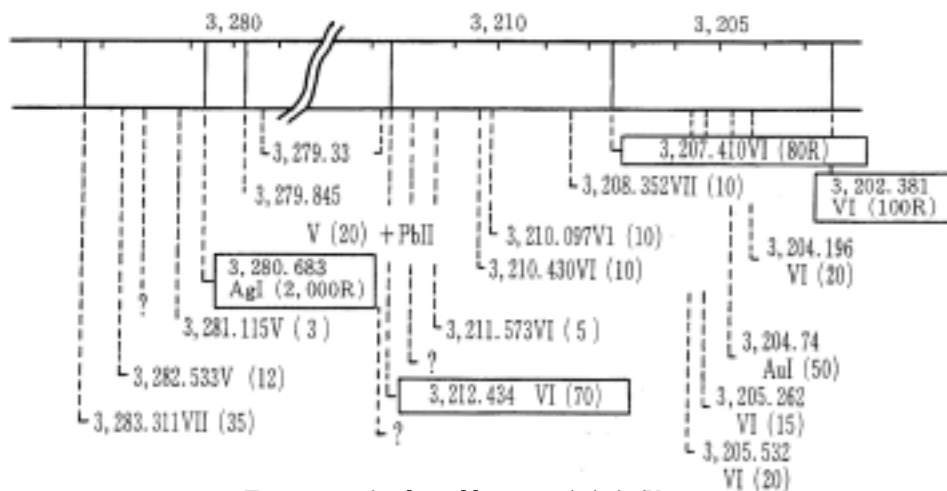 3,280
3,210
3,205
3,279.33
3,279.845
V (20) + PbII
3,280.683
AgI (2,000R)
?
3,281.115V ( 3 )
3,282.533V (12)
3,283.311VII (35)
3,207.410VI (80R)
3,208.352VII (10)
3,202.381
VI (100R)
3,210.097V1 (10)
3,210.430VI (10)
3,204.196
VI (20)
3,211.573VI ( 5 )
?
3,204.74
AuI (50)
3,212.434 VI (70)
3,205.262
VI (15)
?
3,205.532
VI (20)